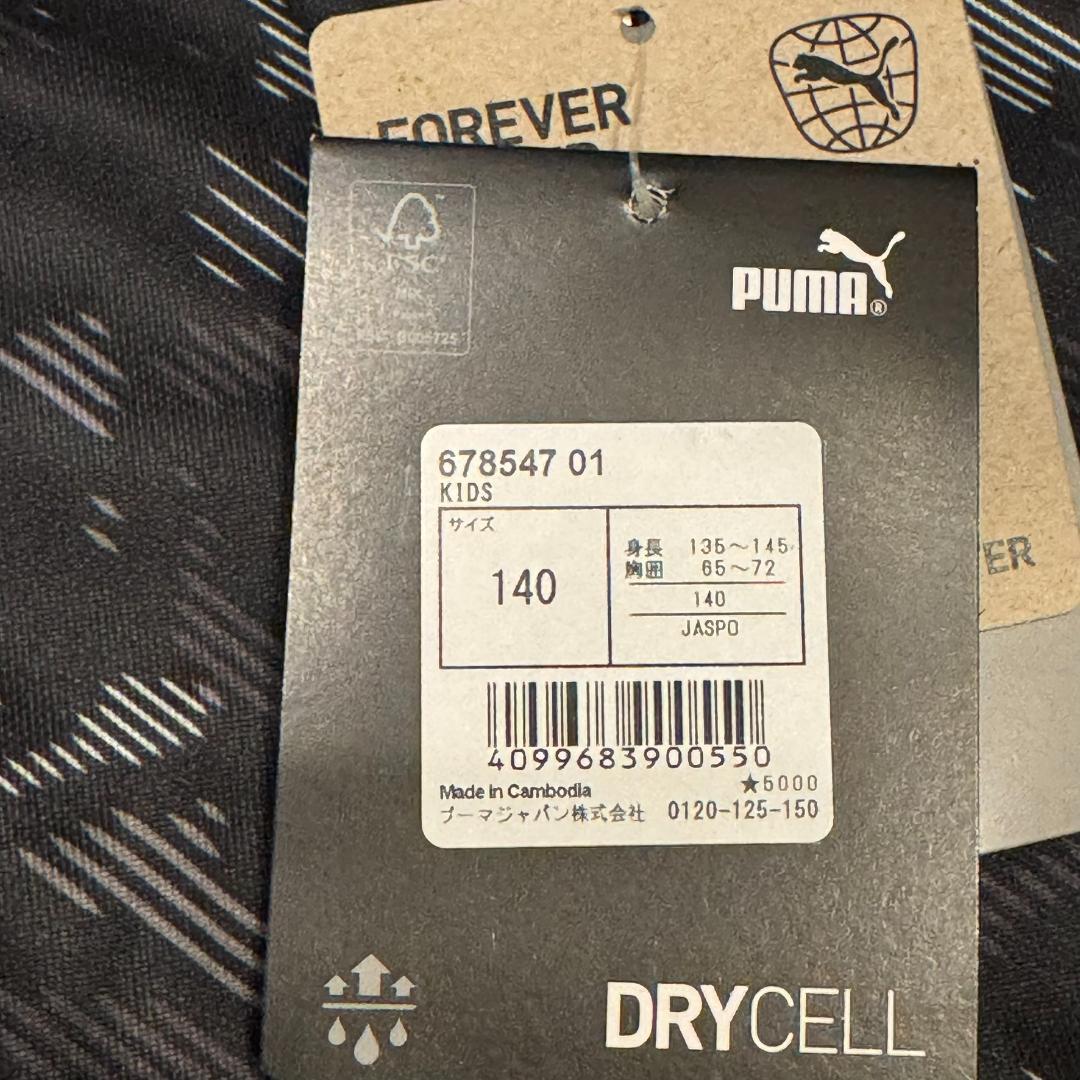 FOREVER
FSC
MIX
PUMA®
678547 01
KIDS
サイズ
140
身長 135～145
胸囲 65～72
140
JASPO
4099683900550
Made in Cambodia
★5000
プーマジャパン株式会社 0120-125-150
DRYCELL